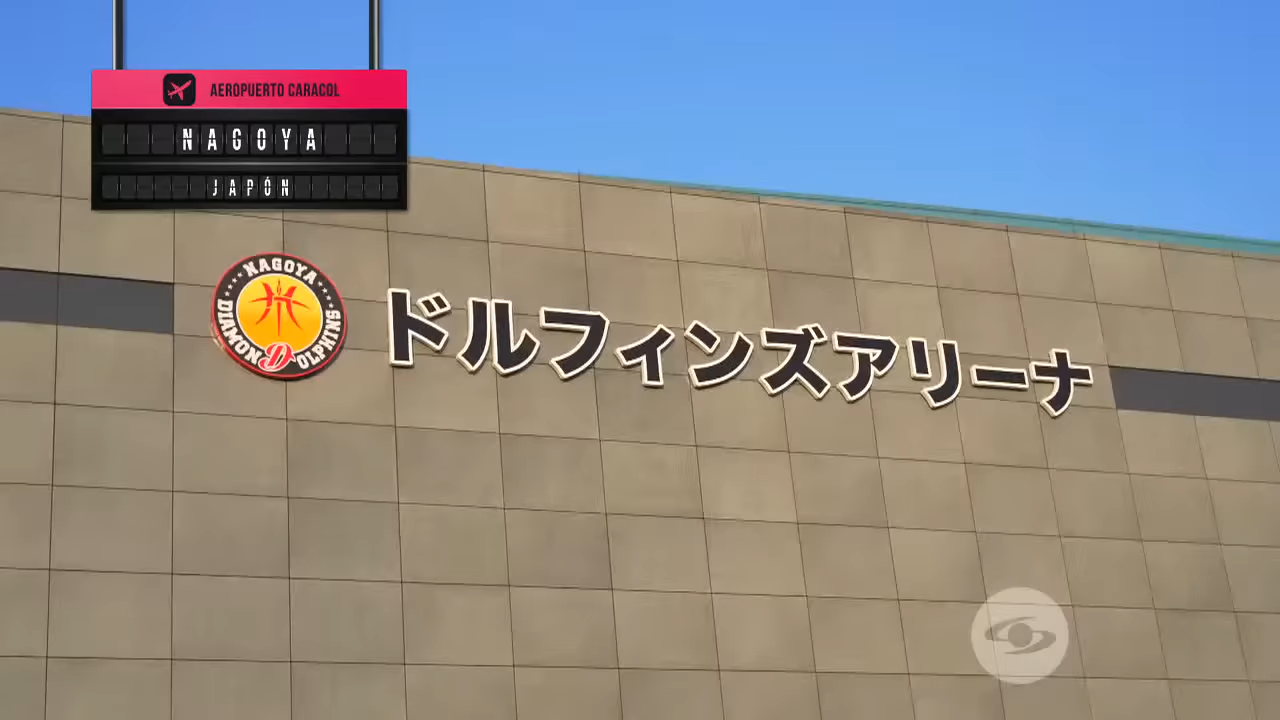 AEROPUERTO CARACOL
NAGOYA
JAPÓN
NAGOYA
DIAMOND DOLPHINS
ドルフィンズアリーナ